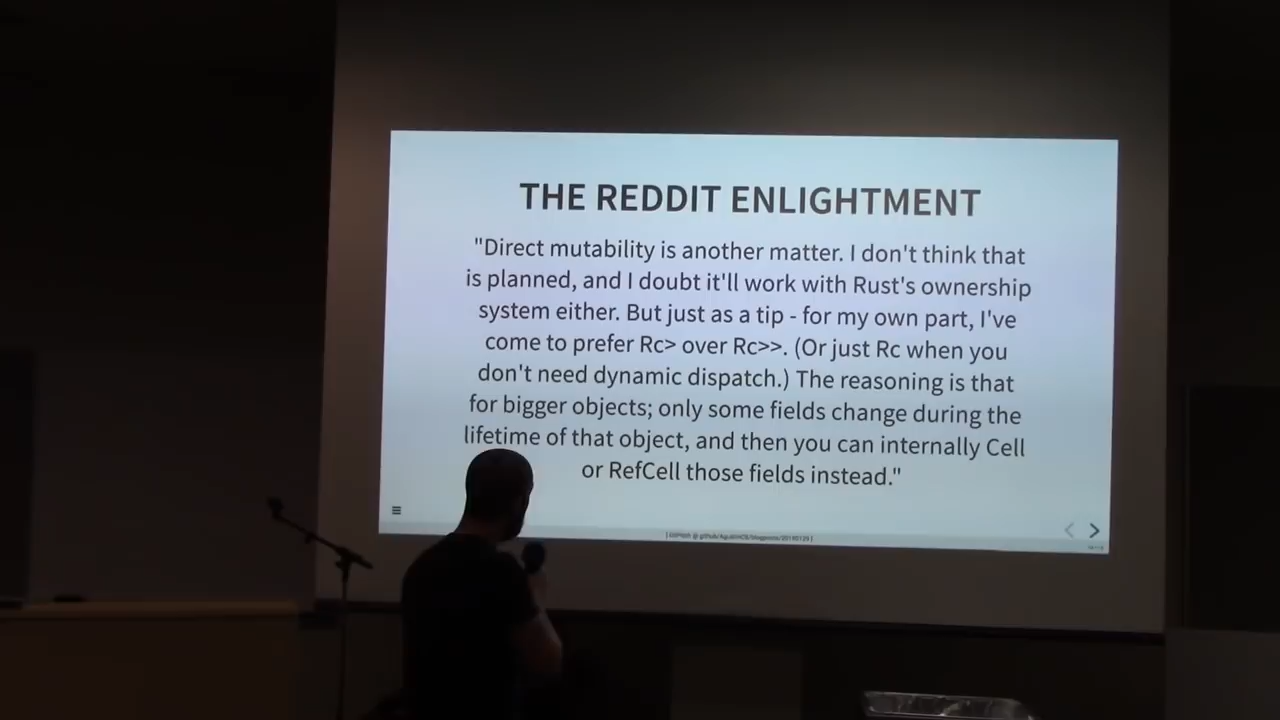 THE REDDIT ENLIGHTMENT
"Direct mutability is another matter. I don't think that
is planned, and I doubt it'll work with Rust's ownership
system either. But just as a tip - for my own part, I've
come to prefer Rc> over Rc>>. (Or just Rc when you
don't need dynamic dispatch.) The reasoning is that
for bigger objects; only some fields change during the
lifetime of that object, and then you can internally Cell
or RefCell those fields instead."